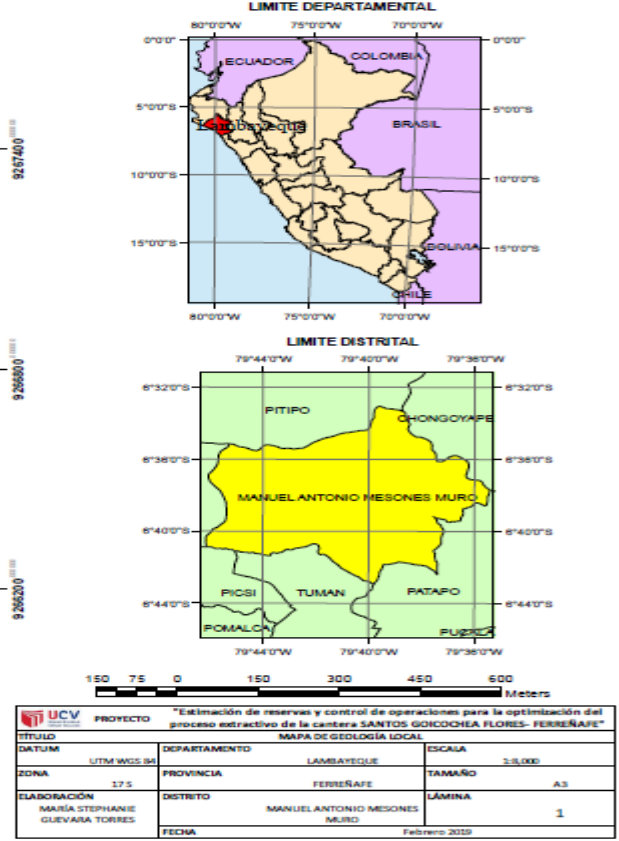 LIMITE DEPARTAMENTAL
80°0'0"W 75°0'0"W 70°0'0"W
0°0'0" 0°0'0"
ECUADOR COLOMBIA
5°0'0"S 5°0'0"S
Lambayeque BRASIL
9267400
10°0'0"S 10°0'0"S
15°0'0"S BOLIVIA 15°0'0"S
CHILE
80°0'0"W 75°0'0"W 70°0'0"W
LIMITE DISTRITAL
79°44'0"W 79°40'0"W 79°36'0"W
9266800
6°32'0"S 6°32'0"S
PITIPO CHONGOYAPE
6°36'0"S 6°36'0"S
MANUEL ANTONIO MESONES MURO
6°40'0"S 6°40'0"S
9266200
PICSI TUMAN PATAPO
6°44'0"S 6°44'0"S
POMALCA PUCALA
79°44'0"W 79°40'0"W 79°36'0"W
150 75 0 150 300 450 600
Meters
UCV PROYECTO "Estimación de reservas y control de operaciones para la optimización del
proceso extractivo de la cantera SANTOS GOICOCHEA FLORES- FERREÑAFE"
TÍTULO MAPA DE GEOLOGÍA LOCAL
DATUM DEPARTAMENTO ESCALA
UTM WGS 84 LAMBAYEQUE 1:8,000
ZONA PROVINCIA TAMAÑO
17 S FERREÑAFE A3
ELABORACIÓN DISTRITO LÁMINA
MARÍA STEPHANIE MANUEL ANTONIO MESONES 1
GUEVARA TORRES MURO
FECHA Febrero 2019